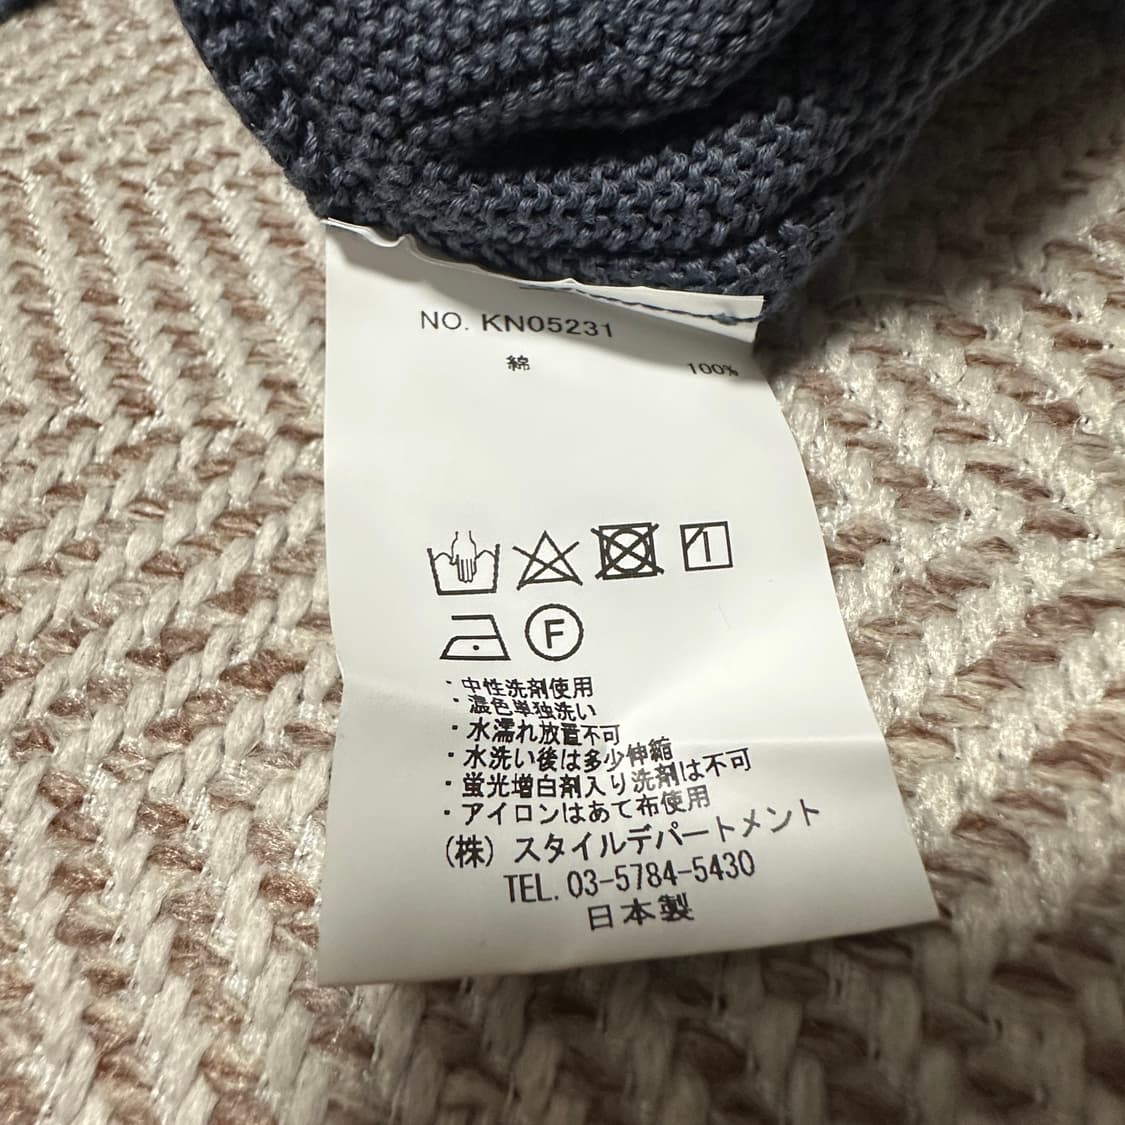 NO. KN05231
綿 100%
F
・中性洗剤使用
・濃色単独洗い
・水濡れ放置不可
・水洗い後は多少伸縮
・蛍光増白剤入り洗剤は不可
・アイロンはあて布使用
(株) スタイルデパートメント
TEL. 03-5784-5430
日本製